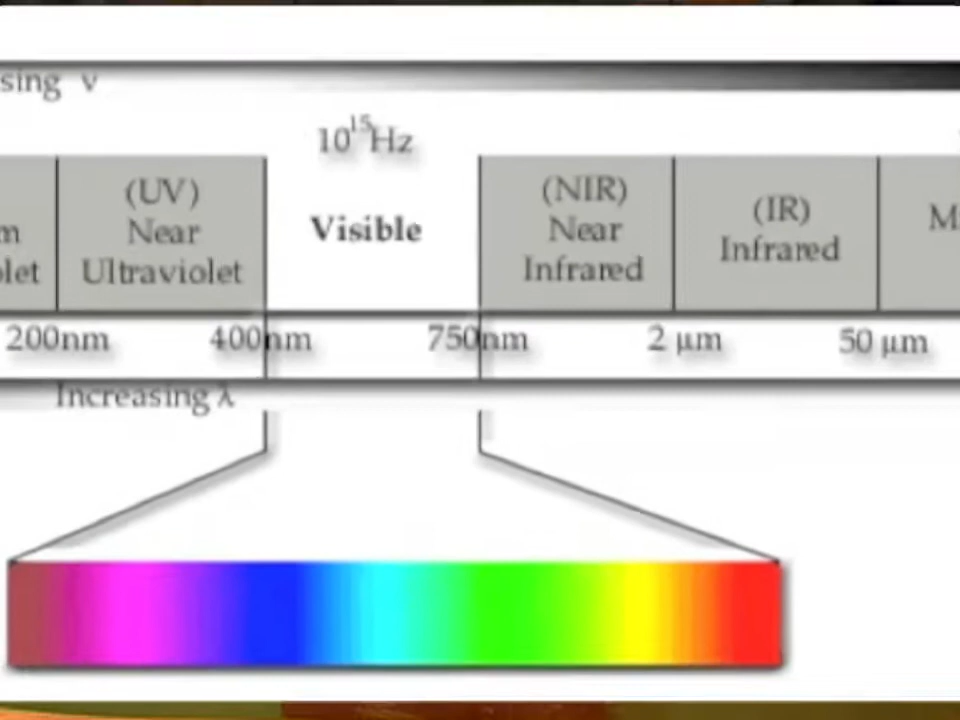 sing ν
10¹⁵Hz
(UV)
Near
Ultraviolet
Visible
(NIR)
Near
Infrared
(IR)
Infrared
200nm 400nm 750nm 2 µm 50 µm
Increasing λ